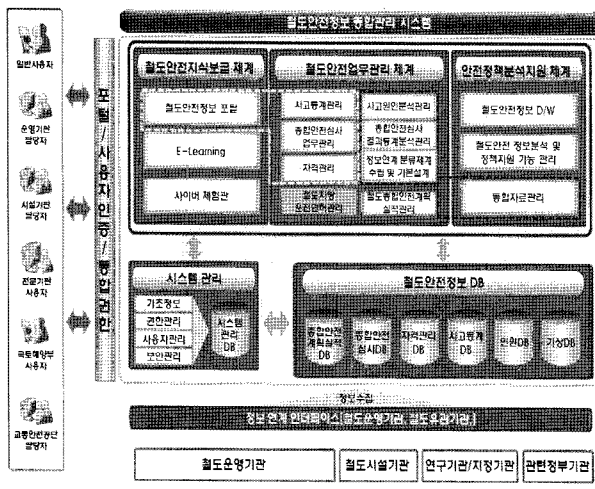 철도안전정보 종합관리 시스템
일반사용자
운영기관
담당자
시설기관
담당자
전문기관
사용자
국토해양부
사용자
교통안전공단
담당자
포털/사용자인증/통합권한
철도안전지식보급 체계
철도안전정보 포탈
E-Learning
사이버 체험관
철도안전업무관리 체계
사고통계관리
사고원인분석관리
종합안전심사
업무관리
종합안전심사
결과통계분석관리
자격관리
정보연계 분류체계
수립 및 기본설계
철도차량
운전면허관리
철도종합안전계획
실적관리
안전정책분석지원 체계
철도안전정보 D/W
철도안전 정보분석 및
정책지원 기능 관리
통합자료관리
시스템 관리
기초정보
권한관리
사용자관리
보안관리
시스템
관리
DB
철도안전정보 DB
종합안전
계획실적
DB
종합안전
심사DB
자격관리
DB
사고통계
DB
민원DB
기상DB
정보수집
정보 연계 인터페이스(철도운영기관, 철도유관기관)
철도운영기관
철도시설기관
연구기관/지정기관
관련정부기관